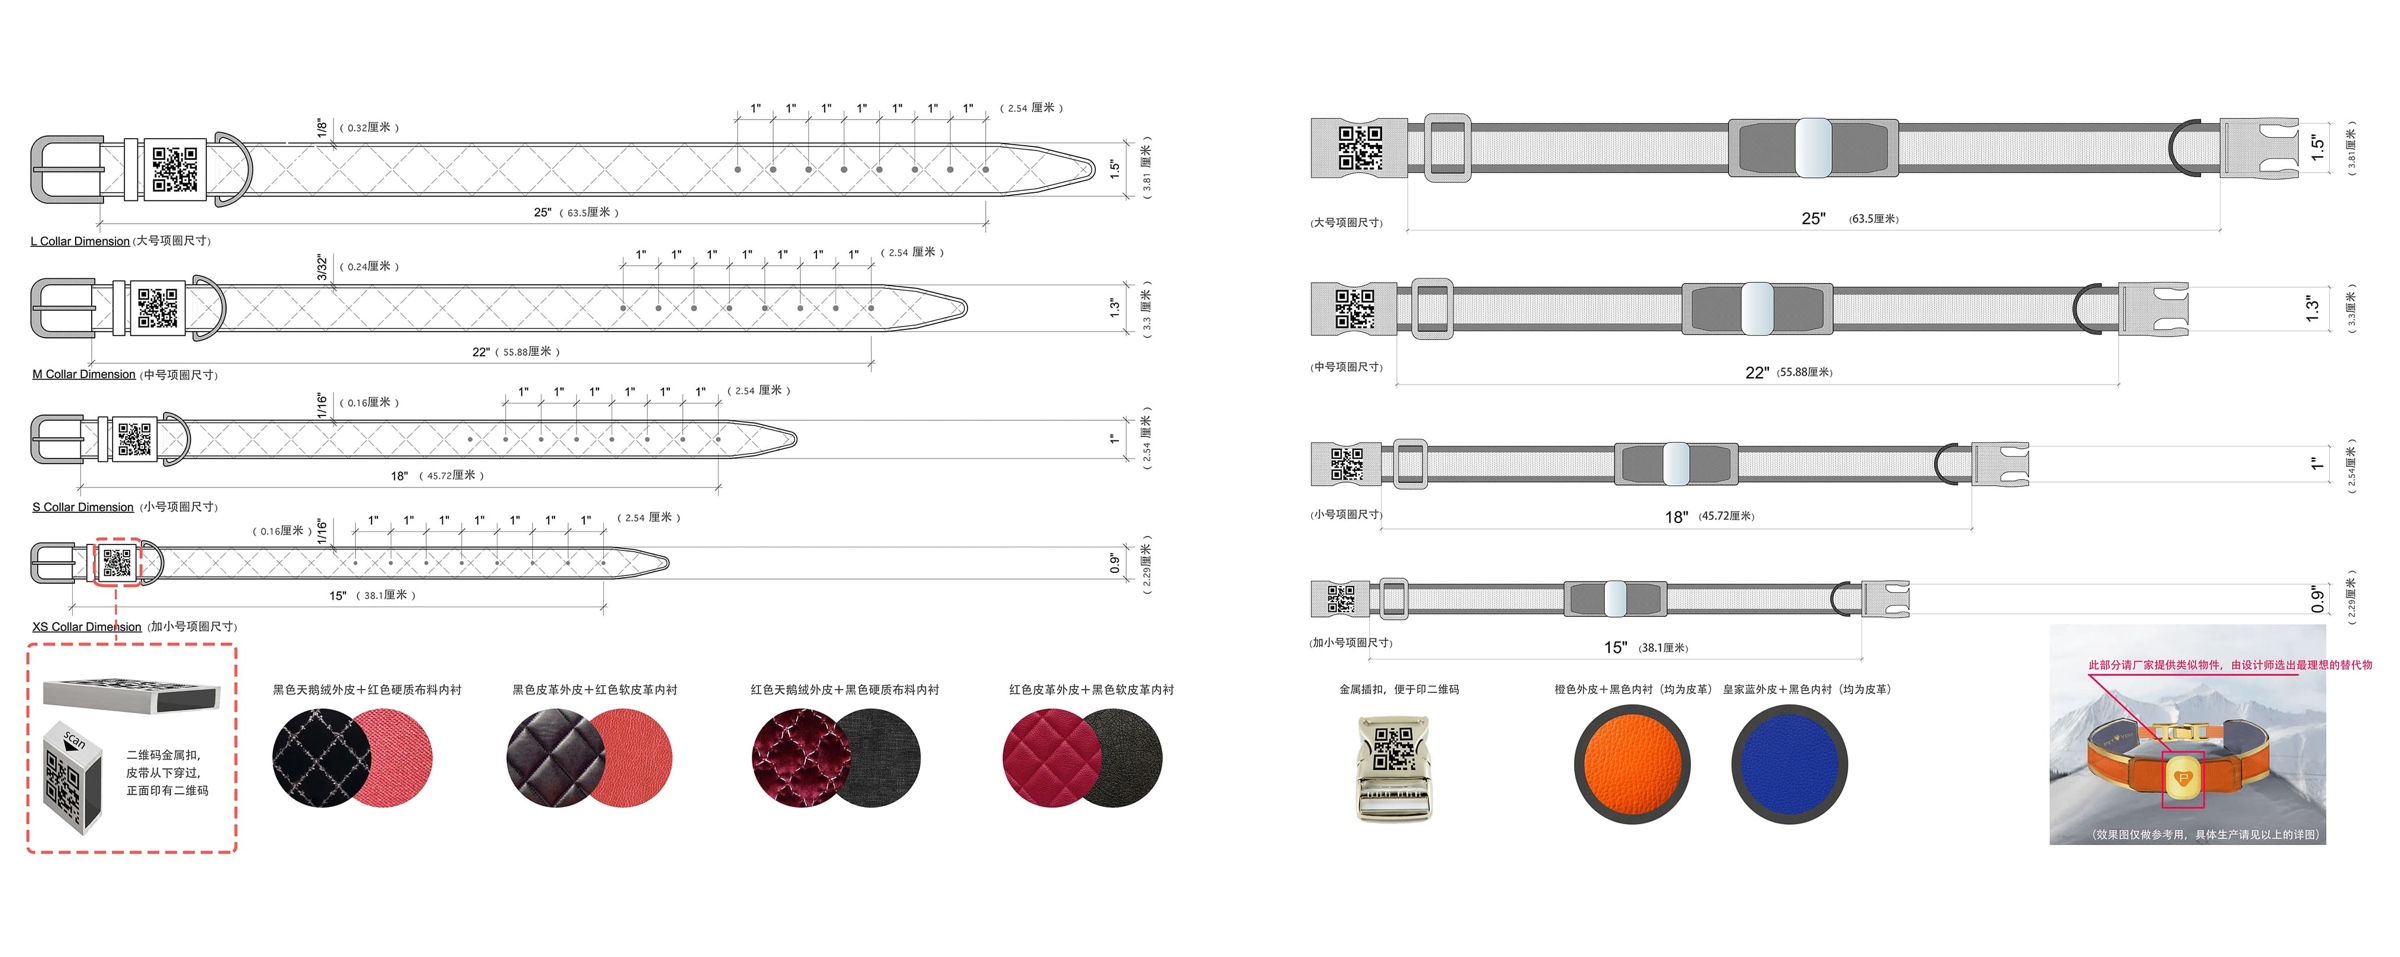 1" 1" 1" 1" 1" 1" 1" ( 2.54 厘米 )
1/8" ( 0.32厘米 )
1.5" ( 3.81 厘米 )
25" ( 63.5厘米 )
L Collar Dimension (大号项圈尺寸)
1" 1" 1" 1" 1" 1" 1" ( 2.54 厘米 )
3/32" ( 0.24厘米 )
1.3" ( 3.3 厘米 )
22" ( 55.88厘米 )
M Collar Dimension (中号项圈尺寸)
1" 1" 1" 1" 1" 1" ( 2.54 厘米 )
1/16" ( 0.16厘米 )
1" ( 2.54 厘米 )
18" ( 45.72厘米 )
S Collar Dimension (小号项圈尺寸)
1" 1" 1" 1" 1" 1" 1" ( 2.54 厘米 )
( 0.16厘米 ) 1/16"
0.9" ( 2.29厘米 )
15" ( 38.1厘米 )
XS Collar Dimension (加小号项圈尺寸)
scan
二维码金属扣,
皮带从下穿过,
正面印有二维码
黑色天鹅绒外皮+红色硬质布料内衬
黑色皮革外皮+红色软皮革内衬
红色天鹅绒外皮+黑色硬质布料内衬
红色皮革外皮+黑色软皮革内衬
1.5" ( 3.81厘米 )
(大号项圈尺寸)
25" (63.5厘米)
1.3" ( 3.3厘米 )
(中号项圈尺寸)
22" (55.88厘米)
1" ( 2.54厘米 )
(小号项圈尺寸)
18" (45.72厘米)
0.9" ( 2.29厘米 )
(加小号项圈尺寸)
15" (38.1厘米)
金属插扣, 便于印二维码
橙色外皮+黑色内衬 (均为皮革)
皇家蓝外皮+黑色内衬 (均为皮革)
此部分请厂家提供类似物件, 由设计师选出最理想的替代物
P
(效果图仅做参考用, 具体生产请见以上的详图)